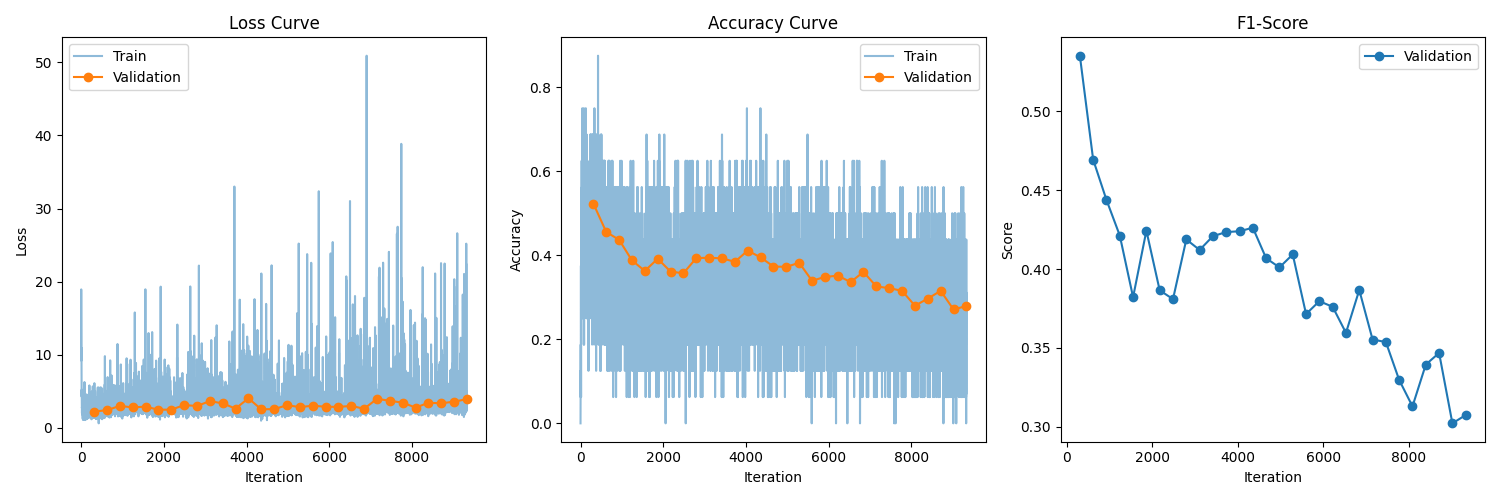 Loss Curve
Train
Validation
50
40
30
20
10
0
Loss
0 2000 4000 6000 8000
Iteration
Accuracy Curve
Train
Validation
0.8
0.6
0.4
0.2
0.0
Accuracy
0 2000 4000 6000 8000
Iteration
F1-Score
Validation
0.50
0.45
0.40
0.35
0.30
Score
0 2000 4000 6000 8000
Iteration